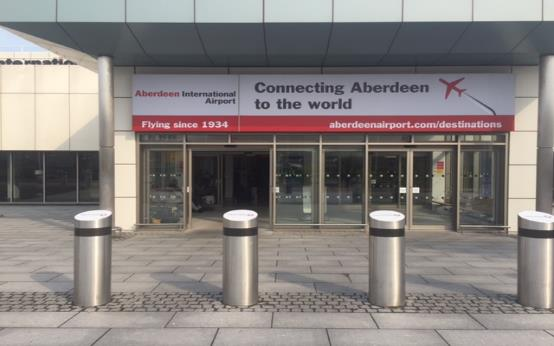 Aberdeen International
Airport
Connecting Aberdeen
to the world
Flying since 1934
aberdeenairport.com/destinations